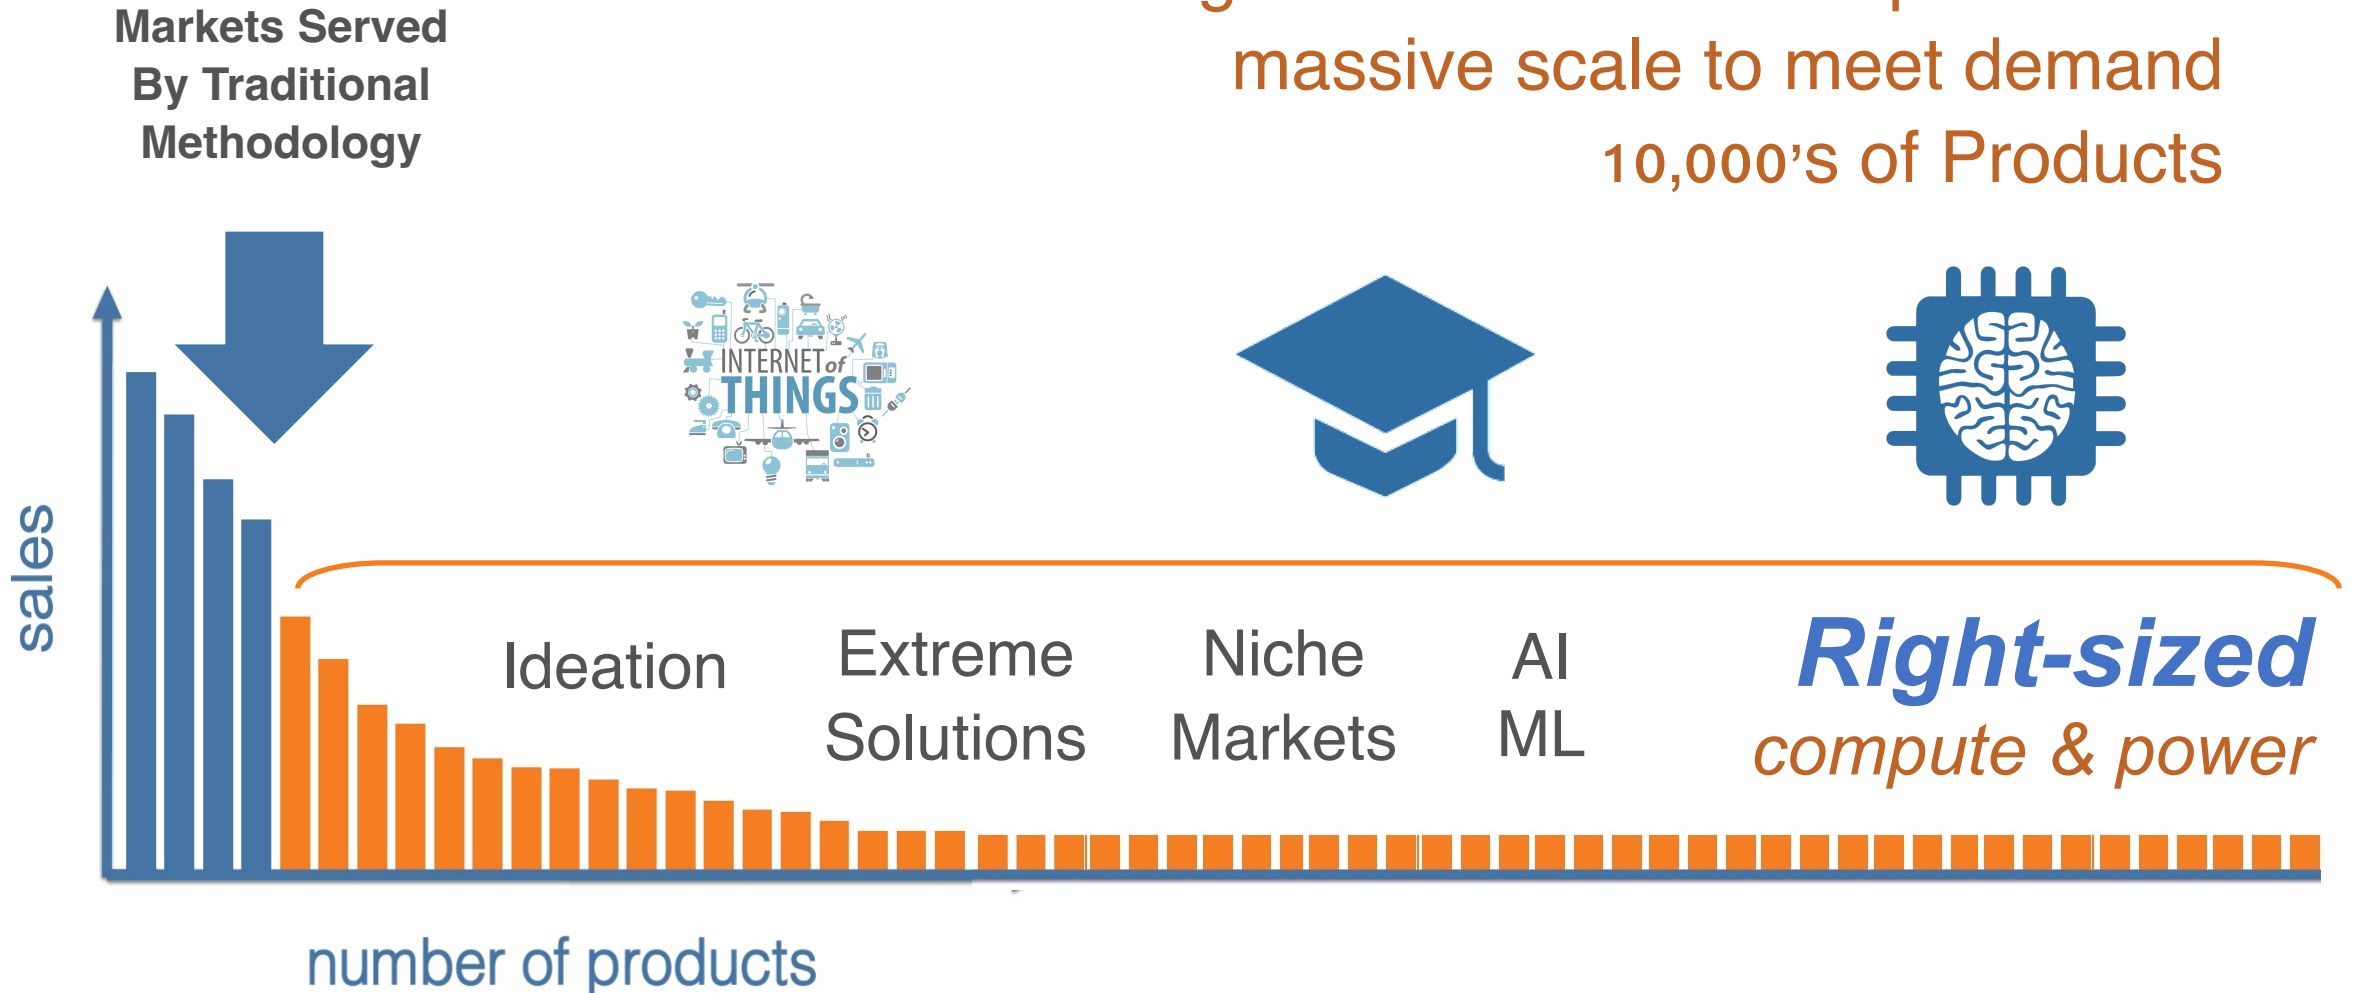 Markets Served
By Traditional
Methodology
massive scale to meet demand
10,000's of Products
INTERNET of
THINGS
sales
Ideation
Extreme
Solutions
Niche
Markets
AI
ML
Right-sized
compute & power
number of products